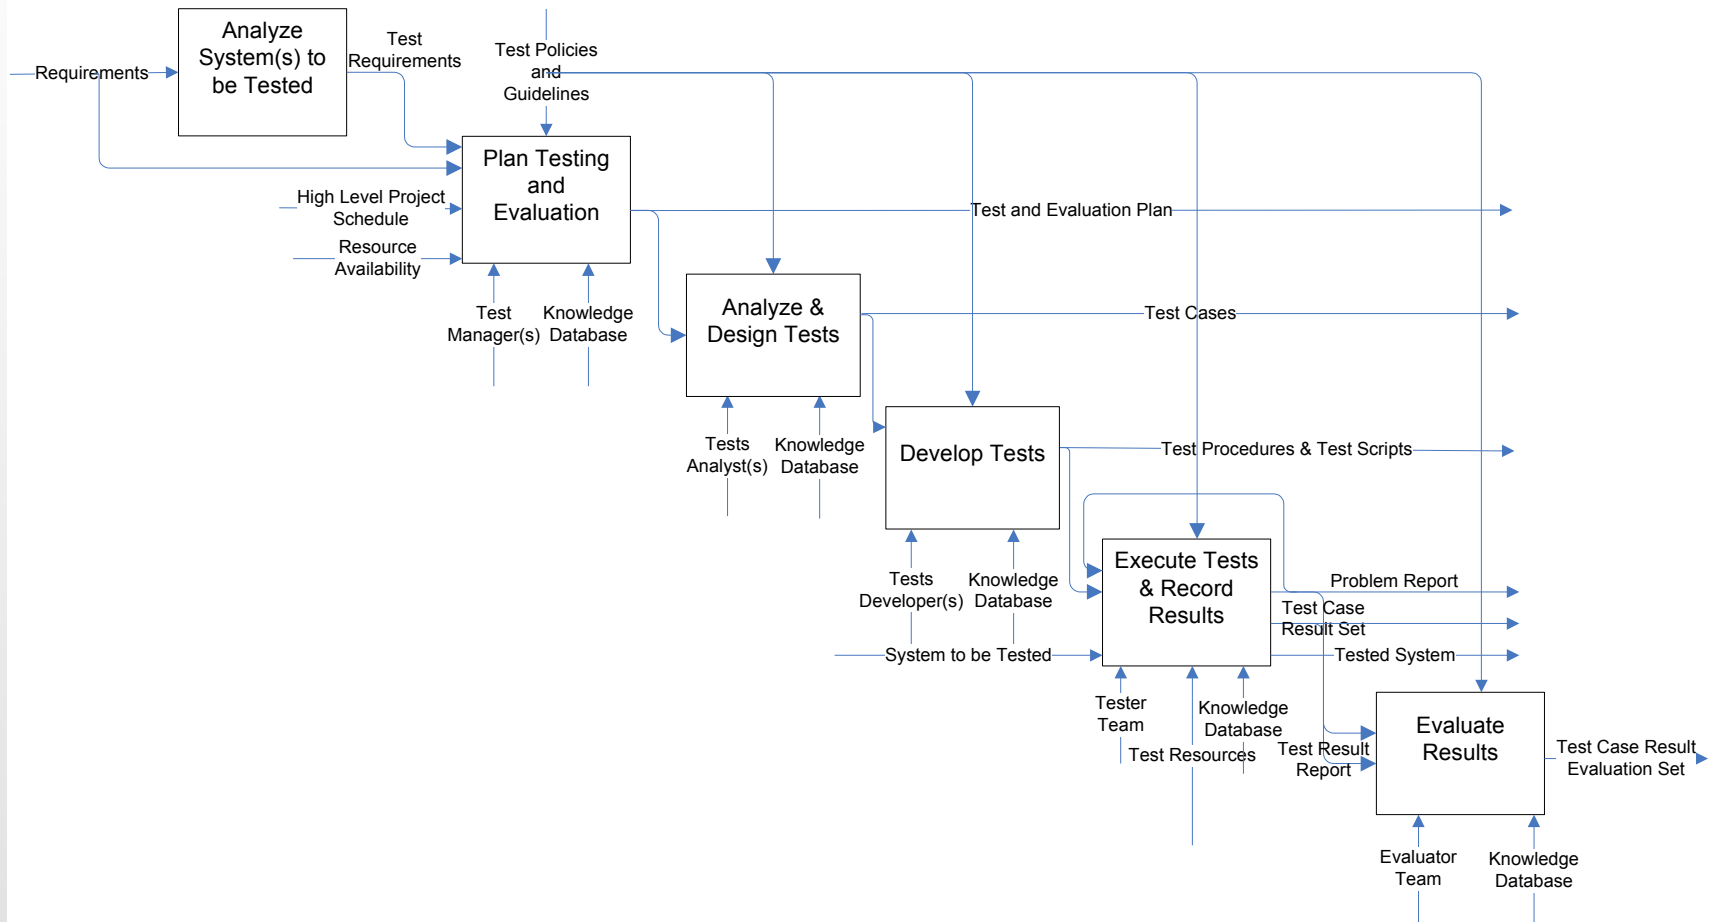 Analyze
System(s) to
be Tested
Test
Requirements
Requirements
Test Policies
and
Guidelines
Plan Testing
and
Evaluation
High Level Project
Schedule
Resource
Availability
Test and Evaluation Plan
Test
Manager(s)
Knowledge
Database
Analyze &
Design Tests
Test Cases
Tests
Analyst(s)
Knowledge
Database
Develop Tests
Test Procedures & Test Scripts
Tests
Developer(s)
Knowledge
Database
System to be Tested
Execute Tests
& Record
Results
Problem Report
Test Case
Result Set
Tested System
Tester
Team
Test Resources
Knowledge
Database
Test Result
Report
Evaluate
Results
Test Case Result
Evaluation Set
Evaluator
Team
Knowledge
Database